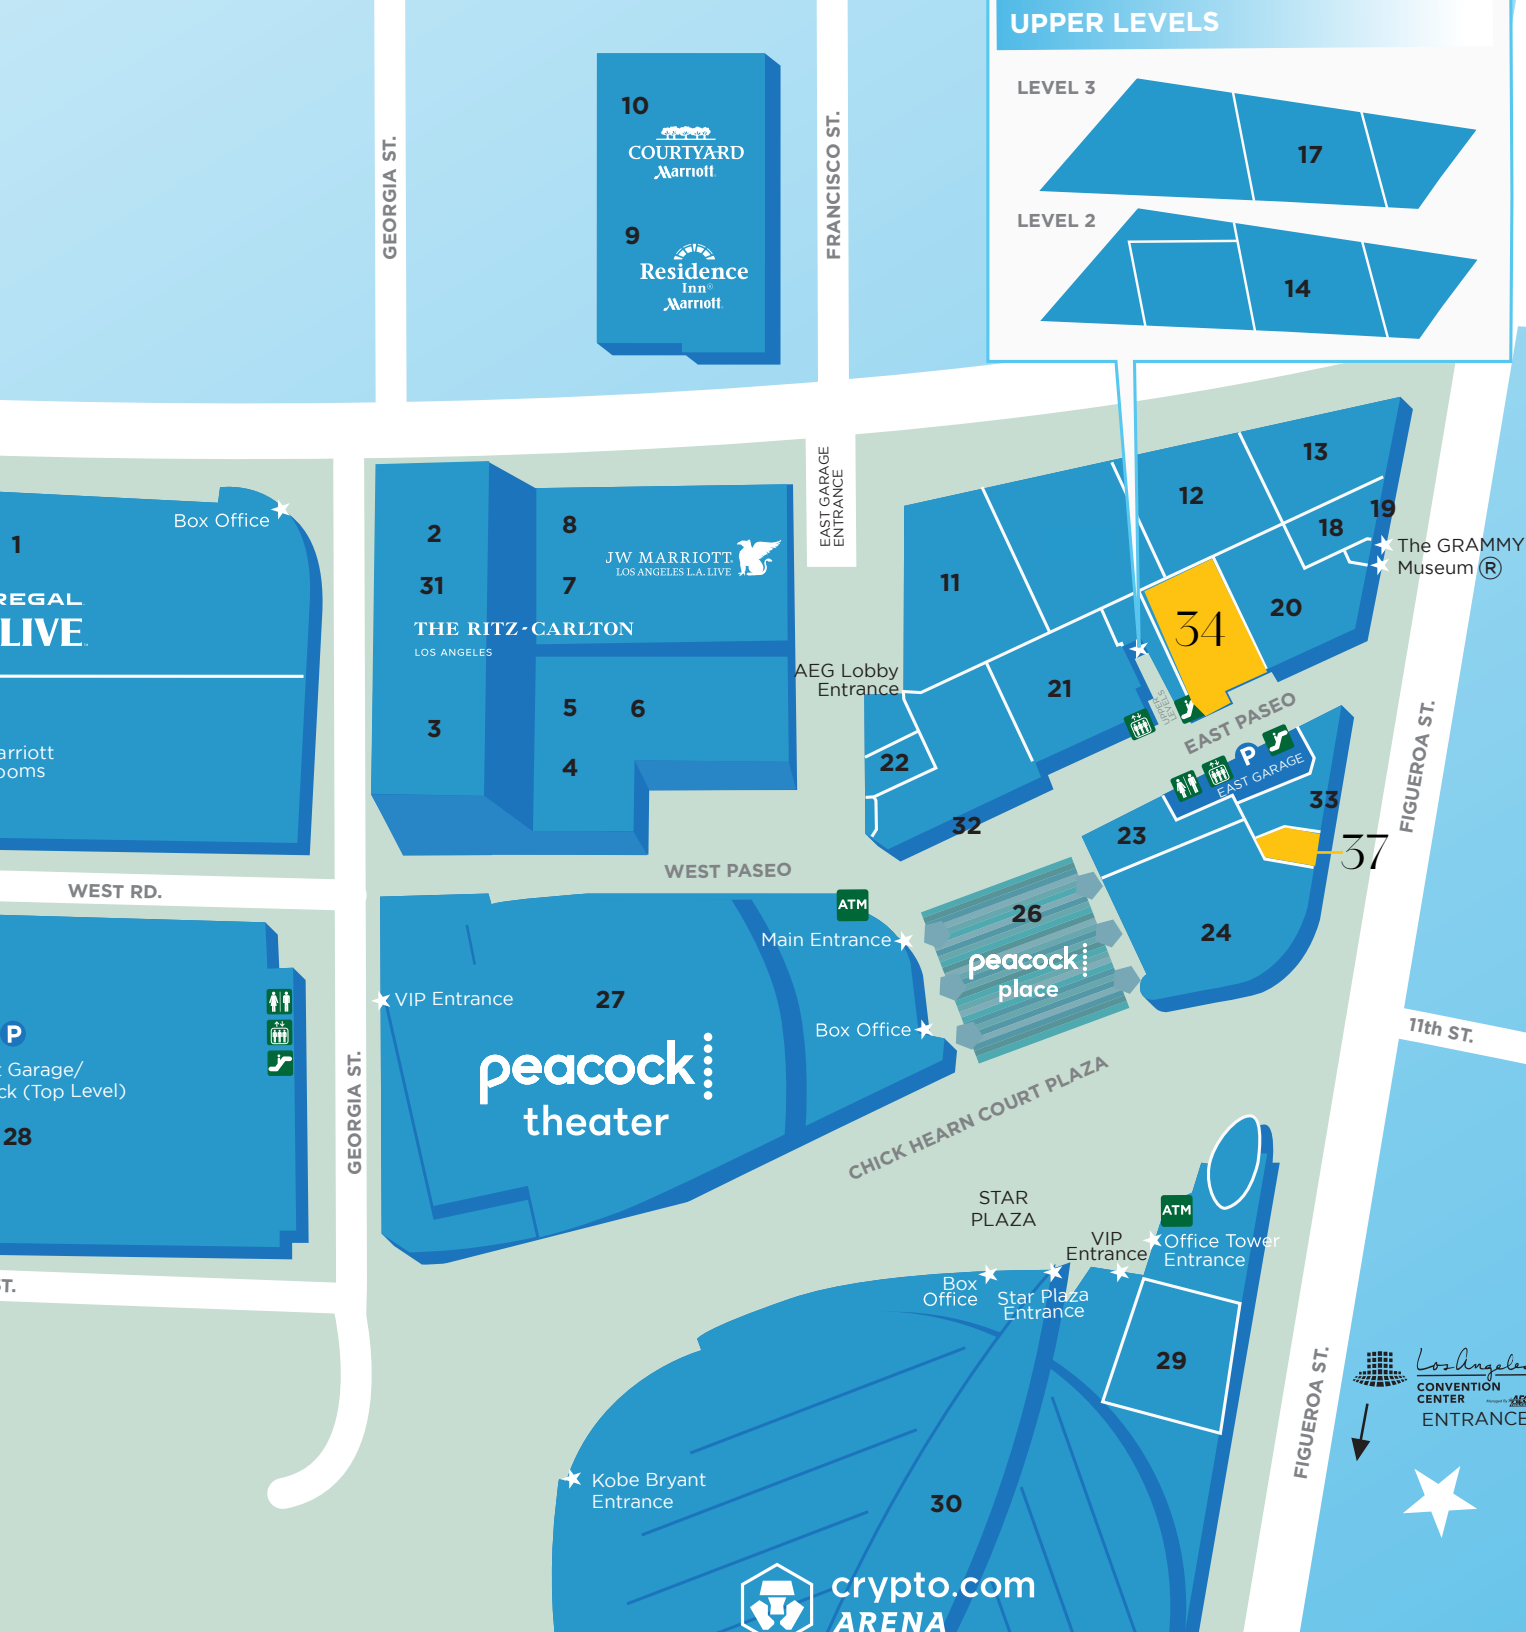 UPPER LEVELS
LEVEL 3
17
LEVEL 2
14
GEORGIA ST.
FRANCISCO ST.
10
COURTYARD
Marriott
9
Residence
Inn®
Marriott
EAST GARAGE
ENTRANCE
Box Office
1
REGAL
LIVE
arriott
ooms
2
31
8
7
JW MARRIOTT
LOS ANGELES L.A. LIVE
THE RITZ-CARLTON
LOS ANGELES
3
5
6
4
11
12
13
19
18
The GRAMMY
Museum R
20
34
21
AEG Lobby
Entrance
UPPER
LEVELS
EAST PASEO
22
32
P
EAST GARAGE
33
23
37
24
FIGUEROA ST.
WEST RD.
WEST PASEO
ATM
Main Entrance
26
peacock
place
VIP Entrance
27
Box Office
peacock
theater
P
t Garage/
ck (Top Level)
28
GEORGIA ST.
CHICK HEARN COURT PLAZA
11th ST.
ST.
STAR
PLAZA
ATM
VIP
Entrance
Office Tower
Entrance
Box
Office
Star Plaza
Entrance
29
FIGUEROA ST.
Los Angeles
CONVENTION
CENTER
AEG
ENTRANCE
Kobe Bryant
Entrance
30
crypto.com
ARENA